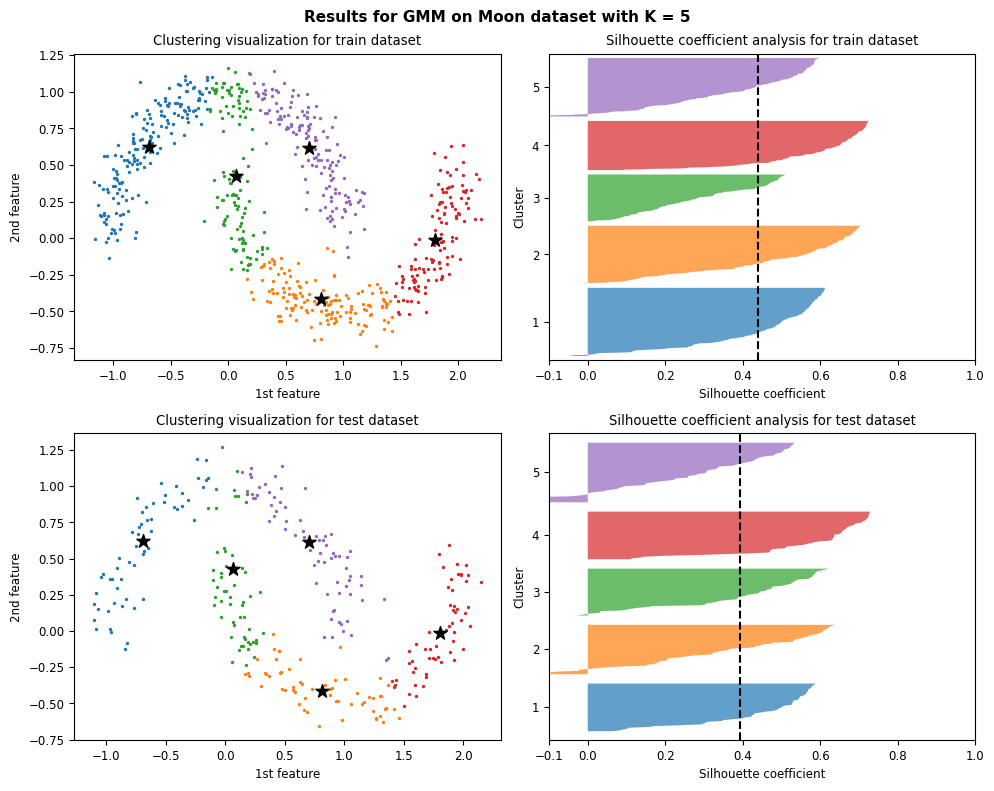 Results for GMM on Moon dataset with K = 5
Clustering visualization for train dataset
1.25
1.00
0.75
0.50
0.25
0.00
−0.25
−0.50
−0.75
2nd feature
−1.0 −0.5 0.0 0.5 1.0 1.5 2.0
1st feature
Silhouette coefficient analysis for train dataset
5
4
3
2
1
Cluster
−0.1 0.0 0.2 0.4 0.6 0.8 1.0
Silhouette coefficient
Clustering visualization for test dataset
1.25
1.00
0.75
0.50
0.25
0.00
−0.25
−0.50
−0.75
2nd feature
−1.0 −0.5 0.0 0.5 1.0 1.5 2.0
1st feature
Silhouette coefficient analysis for test dataset
5
4
3
2
1
Cluster
−0.1 0.0 0.2 0.4 0.6 0.8 1.0
Silhouette coefficient